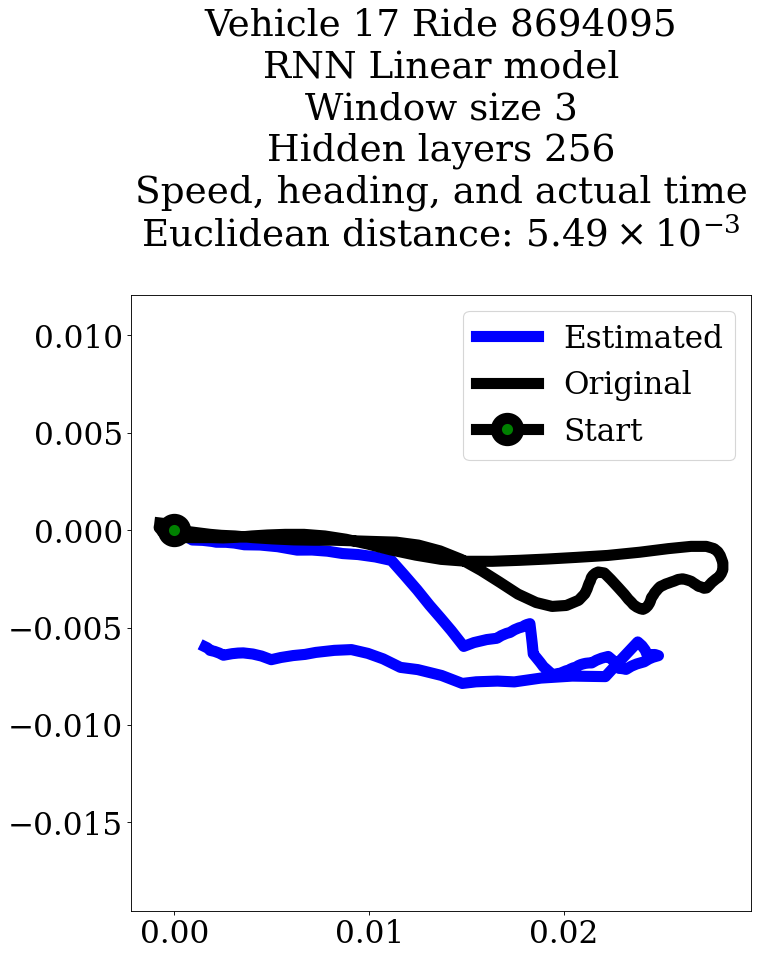 Vehicle 17 Ride 8694095
RNN Linear model
Window size 3
Hidden layers 256
Speed, heading, and actual time
Euclidean distance: 5.49 × 10⁻³
Estimated
Original
Start
0.010
0.005
0.000
−0.005
−0.010
−0.015
0.00
0.01
0.02